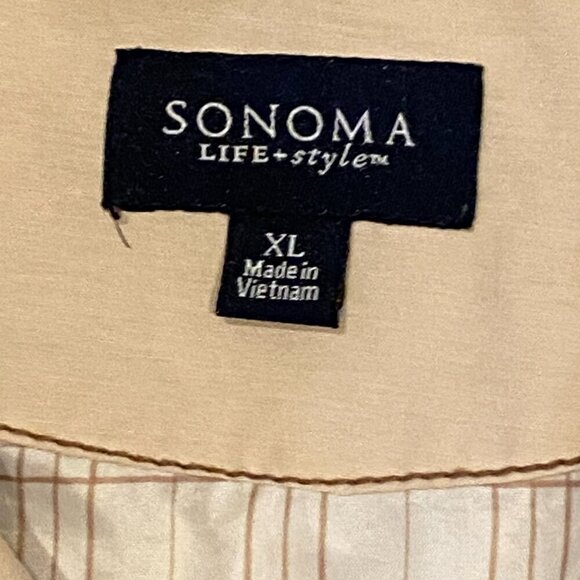 SONOMA
LIFE+style™
XL
Made in
Vietnam